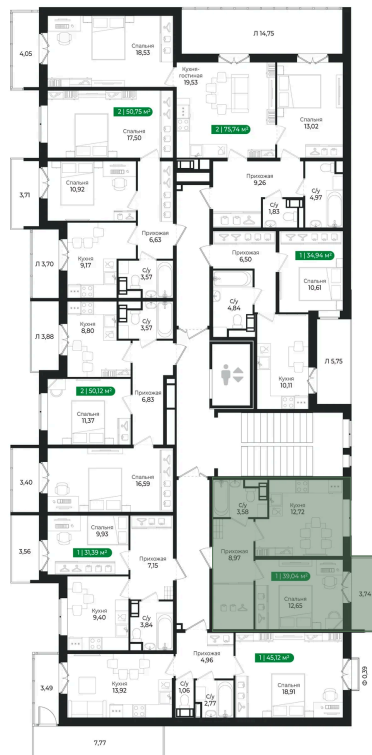 Л 14,75
4,05
Спальня
18,53
Кухня-
гостиная
19,53
2 | 50,75 м²
Спальня
17,50
2 | 75,74 м²
Спальня
13,02
3,71
Спальня
10,92
Прихожая
9,26
С/у
4,97
С/у
1,83
Прихожая
6,63
Прихожая
6,50
1 | 34,94 м²
Спальня
10,61
Л 3,70
Кухня
9,17
С/у
3,57
С/у
4,84
Л 3,88
Кухня
8,80
С/у
3,57
Кухня
10,11
Л 5,75
2 | 50,12 м²
Спальня
11,37
Прихожая
6,83
3,40
Спальня
16,59
С/у
3,58
Кухня
12,72
3,56
Спальня
9,93
1 | 31,39 м²
Прихожая
7,15
Прихожая
8,97
1 | 39,04 м²
Спальня
12,65
3,74
Кухня
9,40
С/у
3,84
Прихожая
4,96
1 | 45,12 м²
Ф 0,39
3,49
Кухня
13,92
С/у
1,06
С/у
2,77
Спальня
18,91
7,77